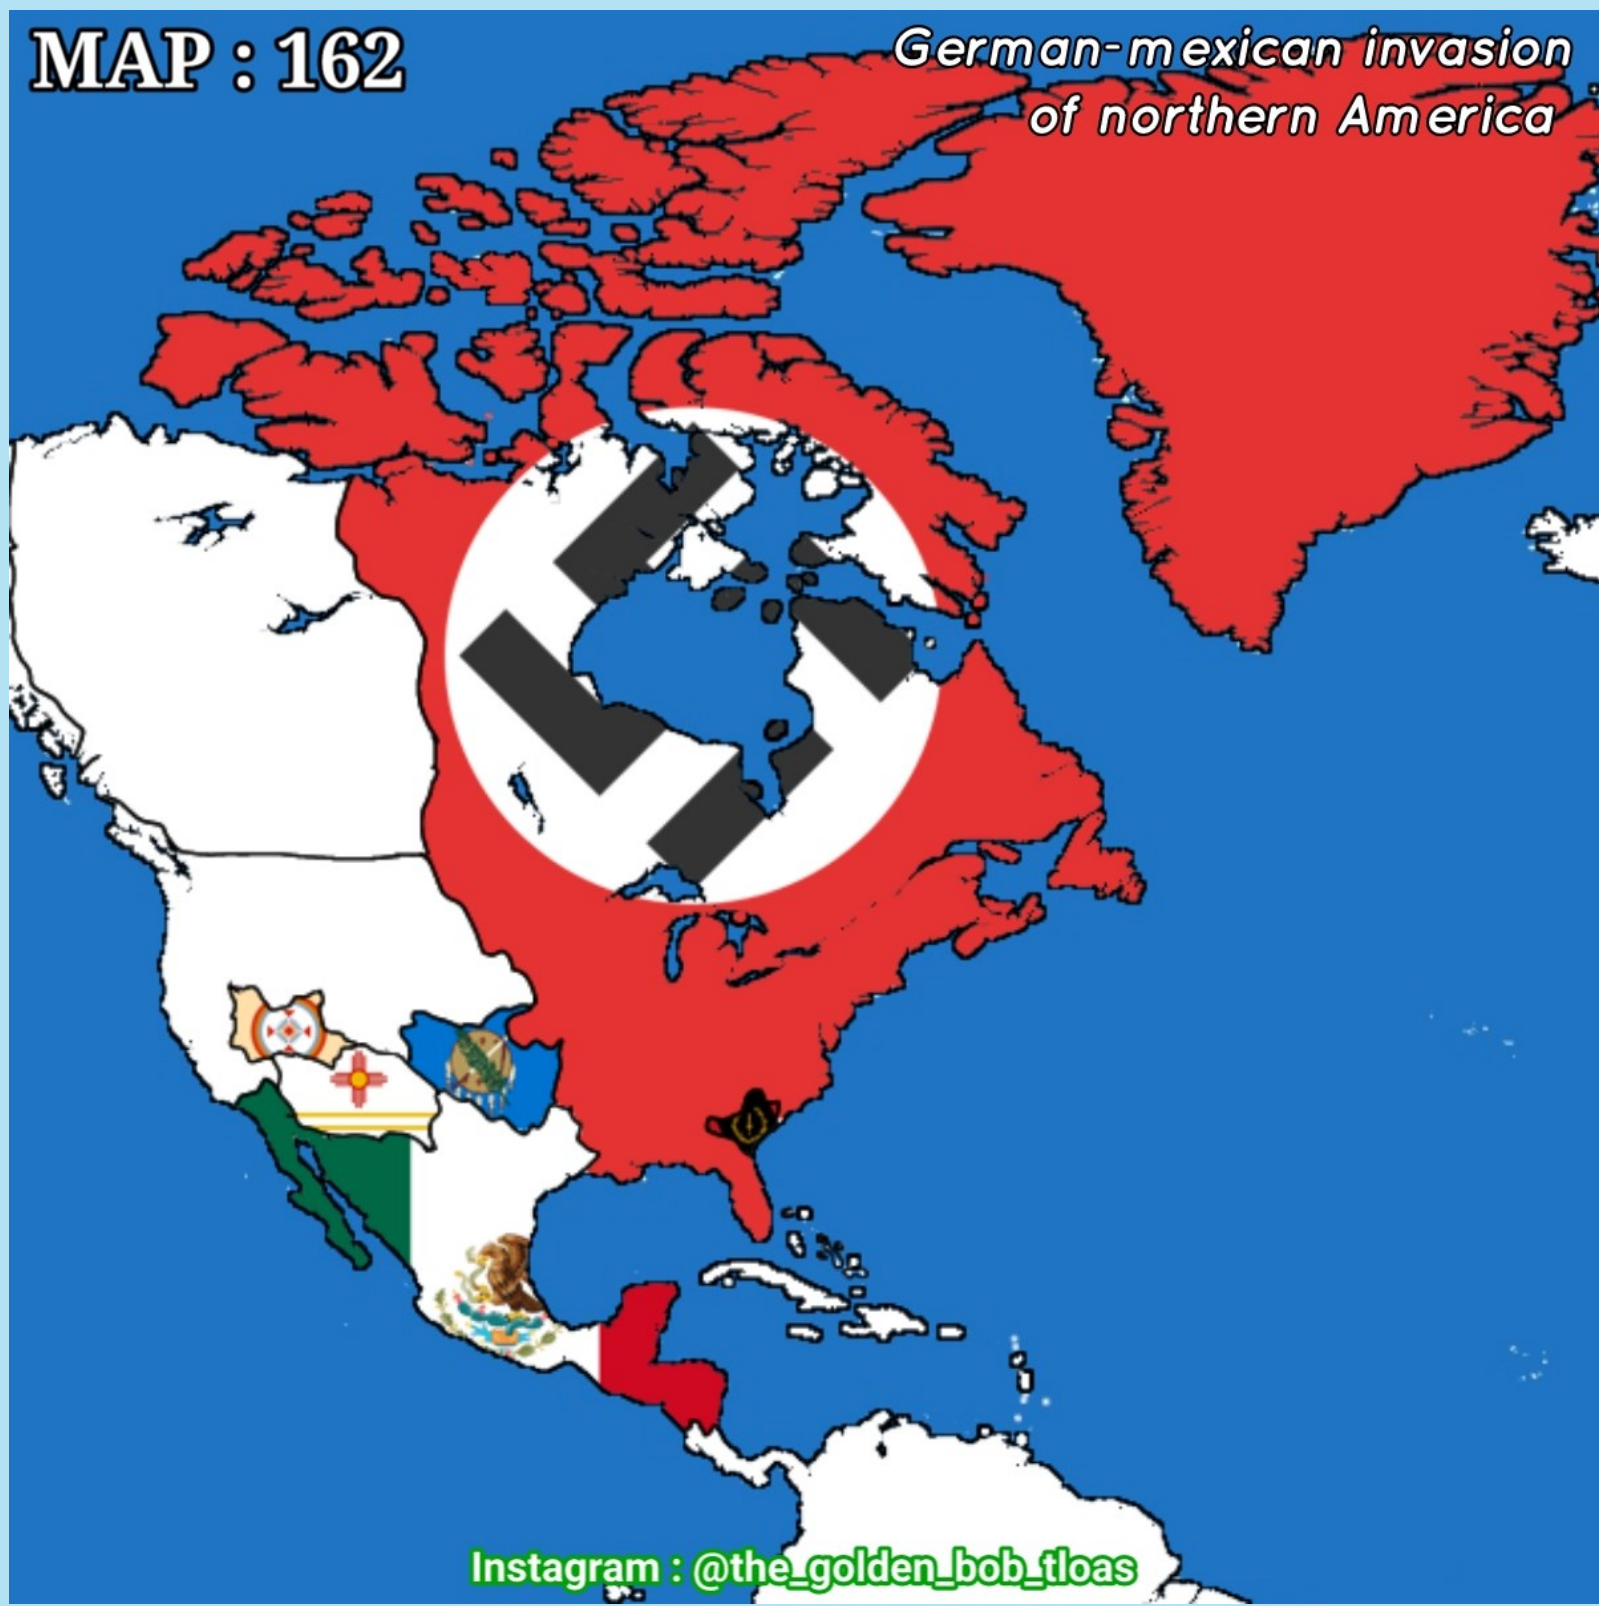 MAP : 162
German-mexican invasion
of northern America
Instagram : @the_golden_bob_tloas